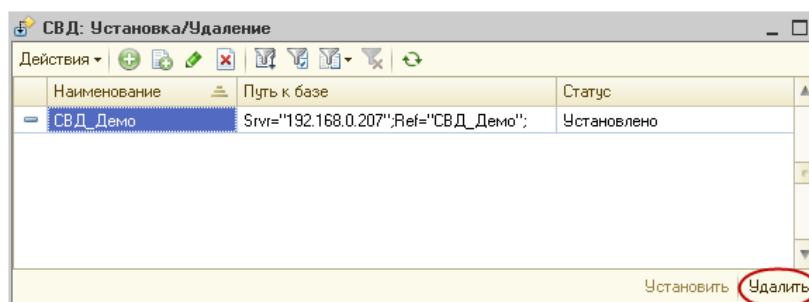 СВД: Установка/Удаление
Действия
Наименование Путь к базе Статус
СВД_Демо Srvr="192.168.0.207";Ref="СВД_Демо"; Установлено
Установить Удалить